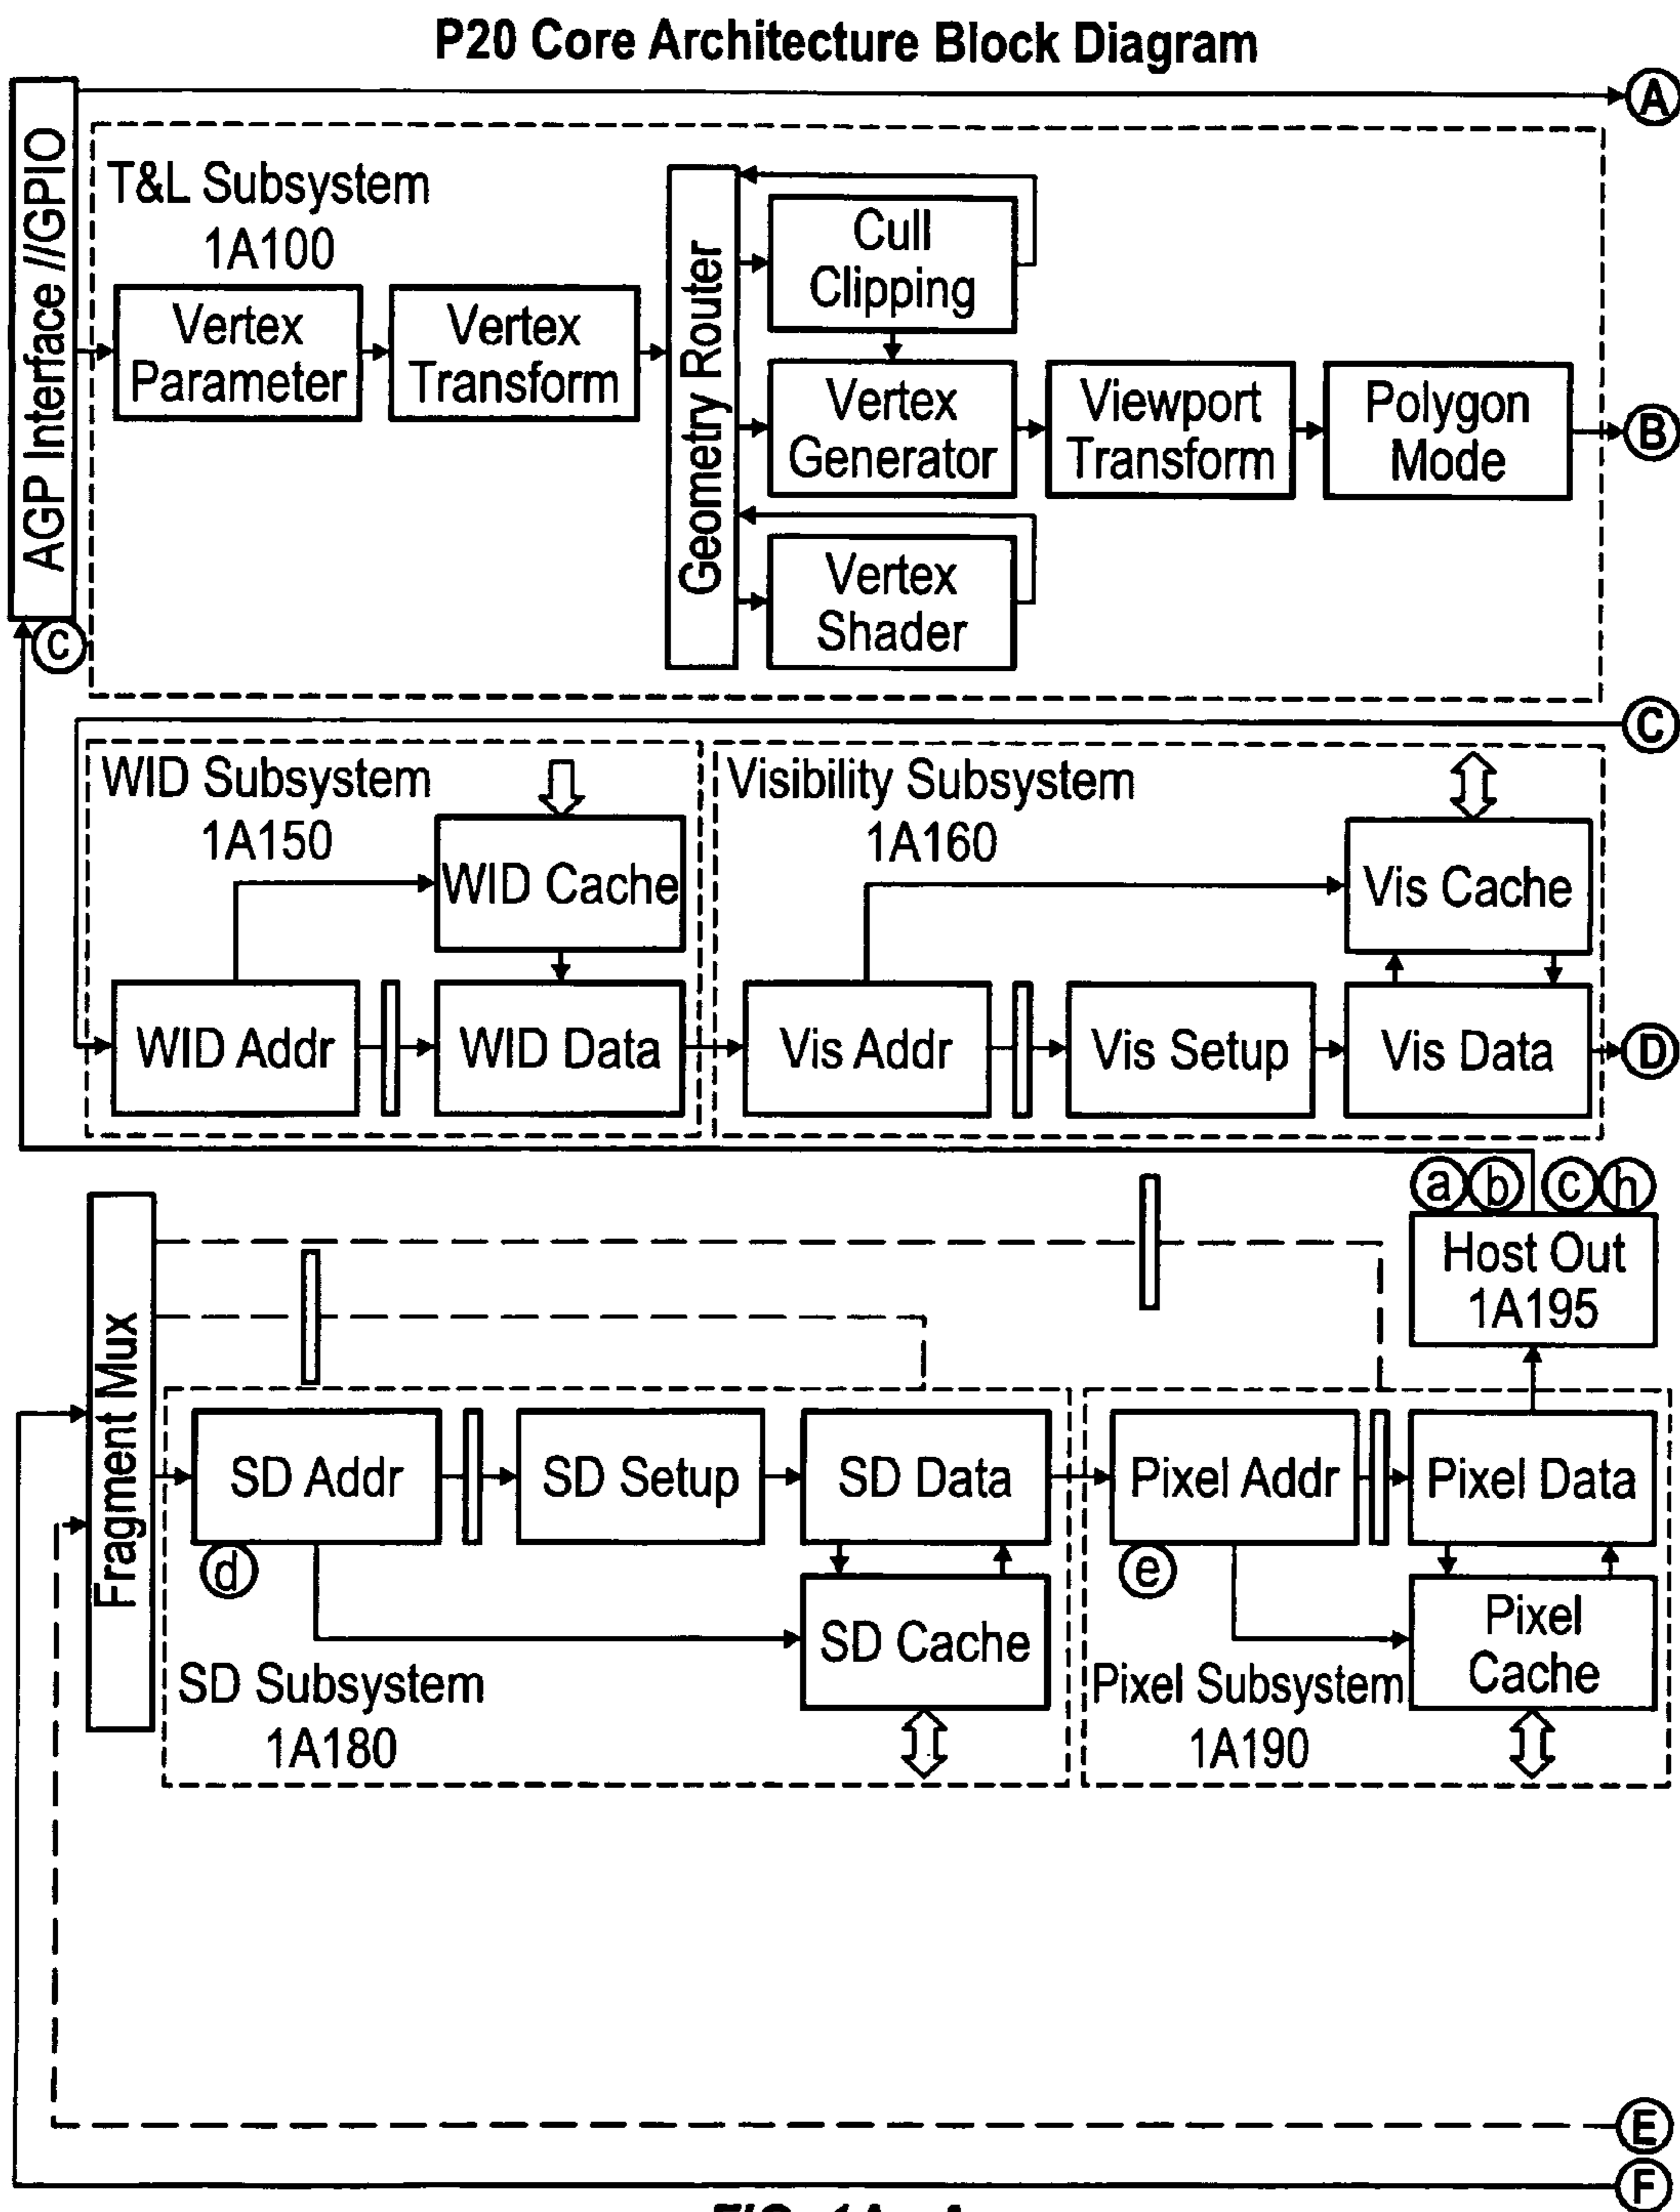 P20 Core Architecture Block Diagram
A
AGP Interface //GPIO
T&L Subsystem
1A100
Vertex
Parameter
Vertex
Transform
Geometry Router
Cull
Clipping
Vertex
Generator
Viewport
Transform
Polygon
Mode
B
Vertex
Shader
C
C
WID Subsystem
1A150
WID Cache
WID Addr
WID Data
Visibility Subsystem
1A160
Vis Cache
Vis Addr
Vis Setup
Vis Data
D
a b c h
Host Out
1A195
Fragment Mux
SD Addr
d
SD Setup
SD Data
SD Cache
SD Subsystem
1A180
Pixel Addr
e
Pixel Data
Pixel
Cache
Pixel Subsystem
1A190
E
F